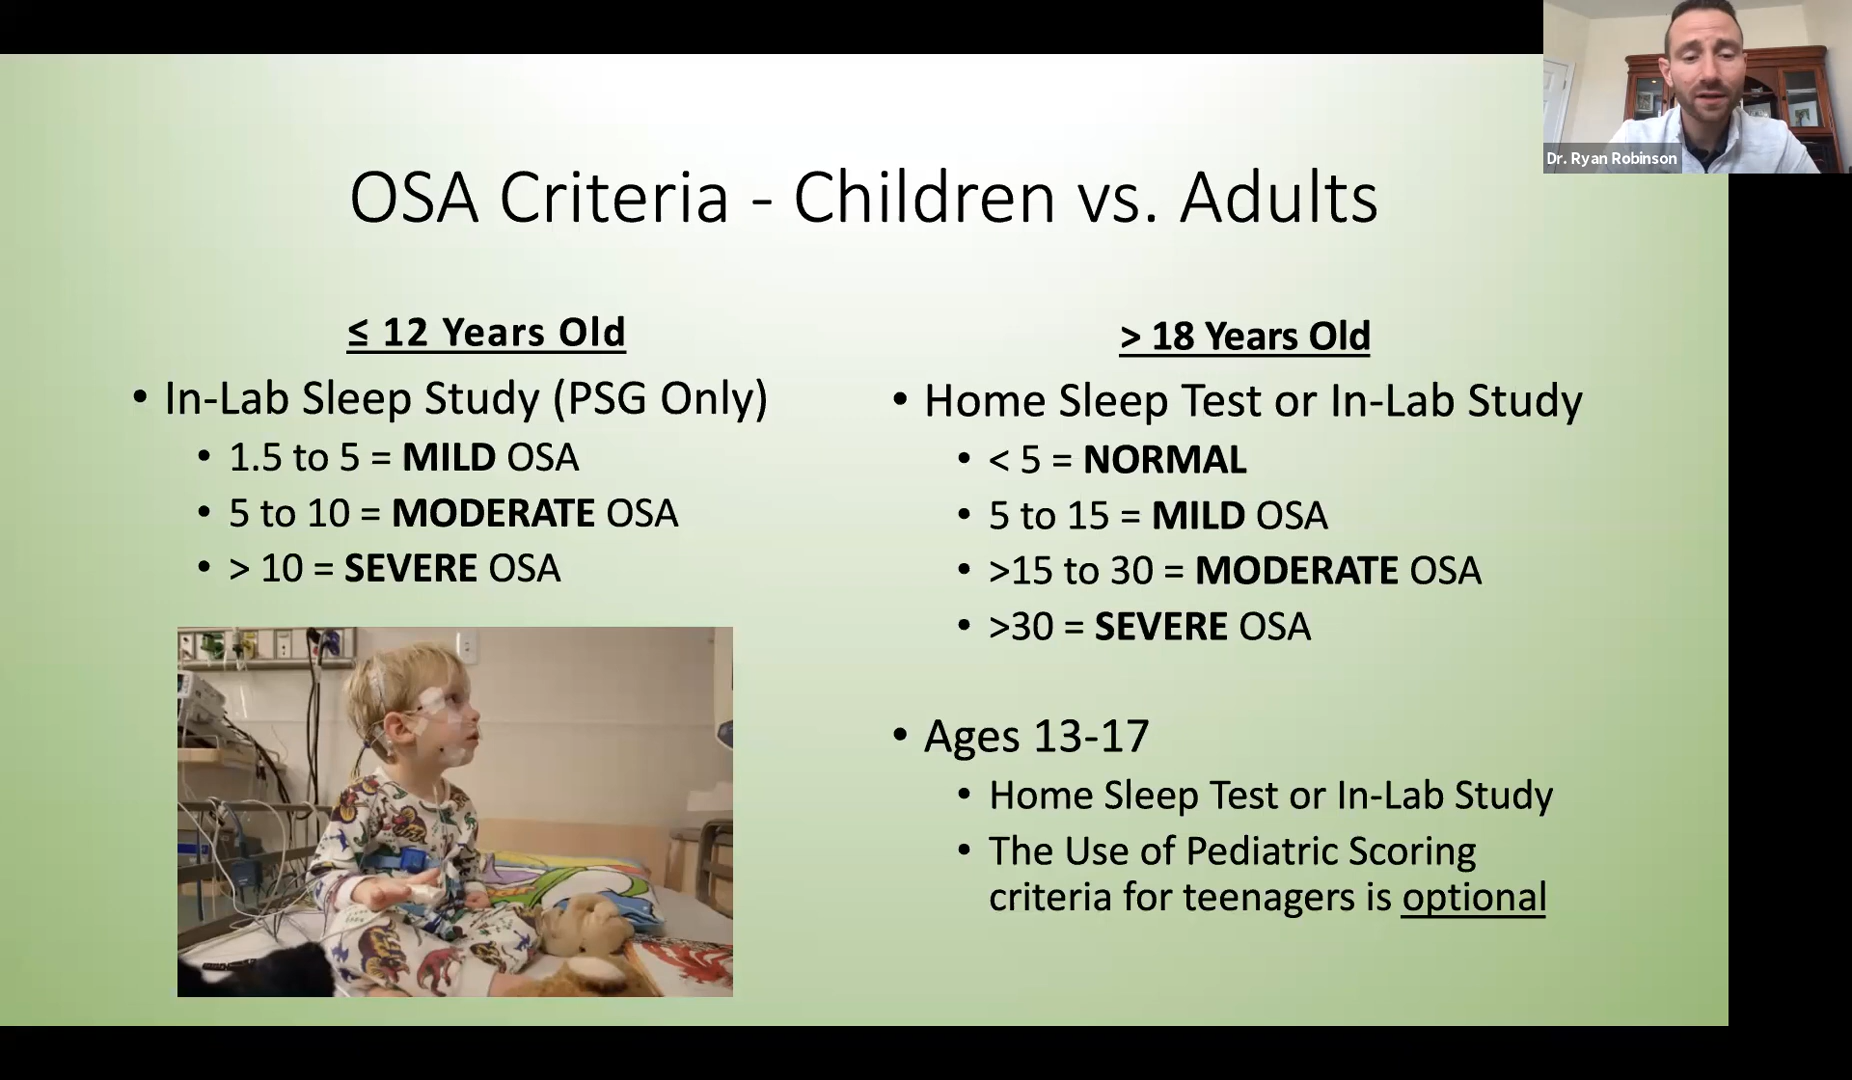 Dr. Ryan Robinson
OSA Criteria - Children vs. Adults
≤ 12 Years Old
• In-Lab Sleep Study (PSG Only)
• 1.5 to 5 = MILD OSA
• 5 to 10 = MODERATE OSA
• > 10 = SEVERE OSA
> 18 Years Old
• Home Sleep Test or In-Lab Study
• < 5 = NORMAL
• 5 to 15 = MILD OSA
• >15 to 30 = MODERATE OSA
• >30 = SEVERE OSA
• Ages 13-17
• Home Sleep Test or In-Lab Study
• The Use of Pediatric Scoring
criteria for teenagers is optional